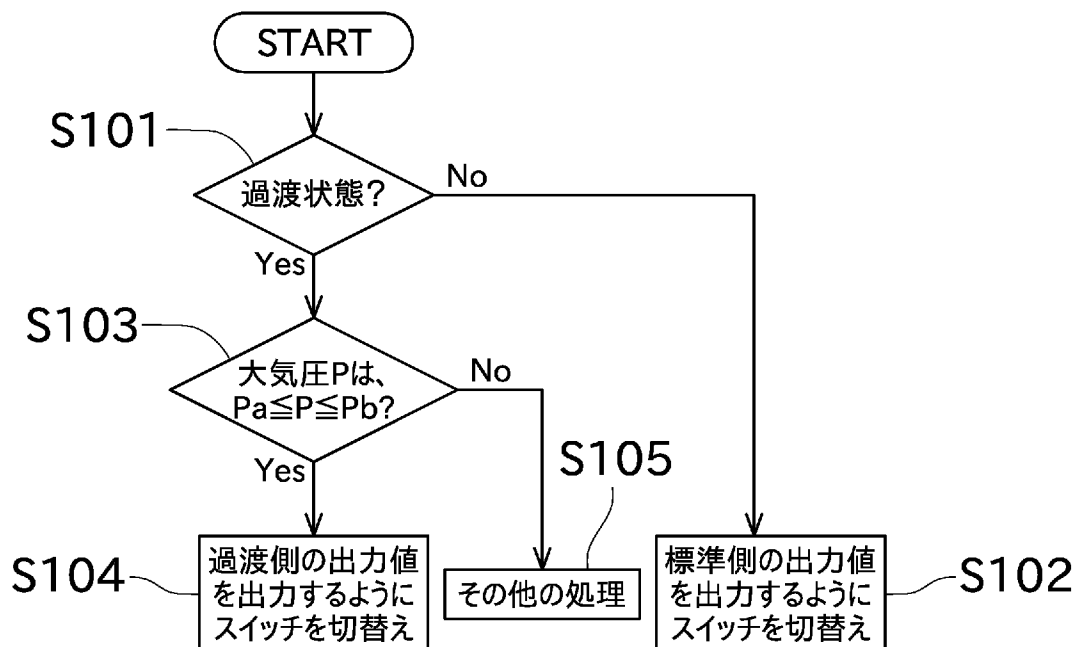 START
S101
過渡状態?
No
Yes
S103
大気圧Pは、
Pa≦P≦Pb?
No
Yes
S105
S104
過渡側の出力値
を出力するように
スイッチを切替え
その他の処理
標準側の出力値
を出力するように
スイッチを切替え
S102